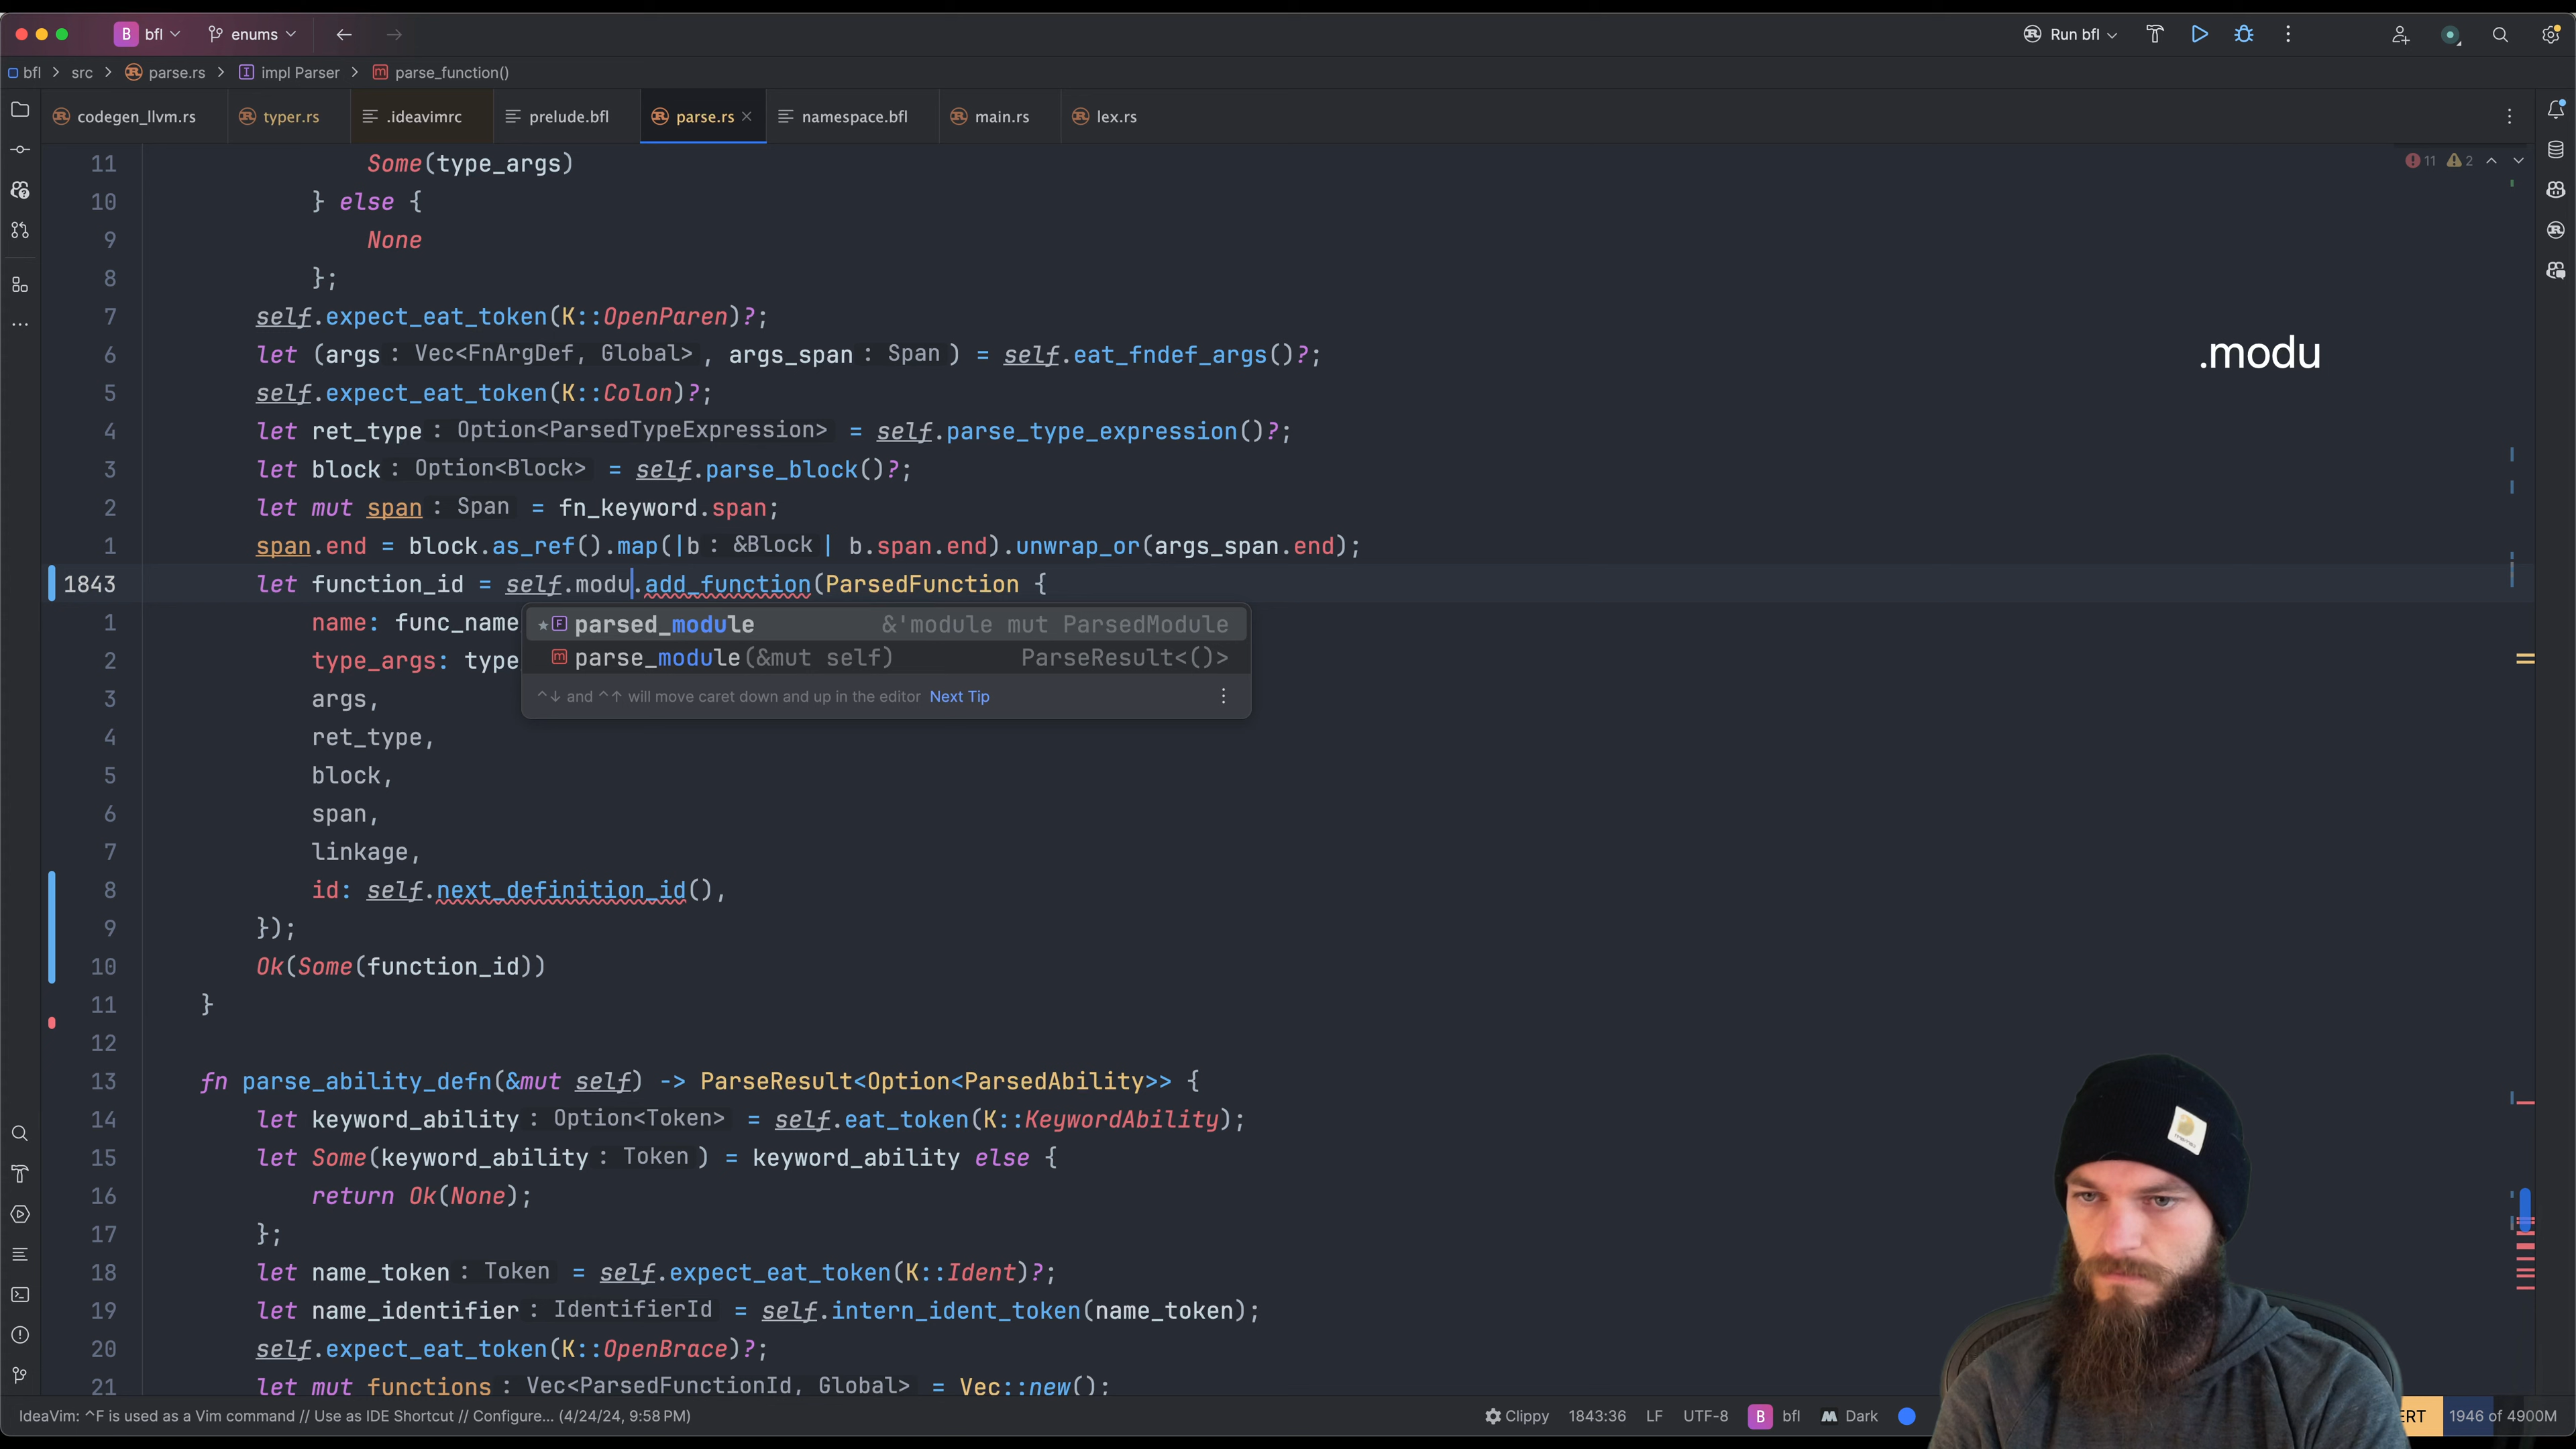 B bfl enums Run bfl
bfl > src > parse.rs > impl Parser > parse_function()
codegen_llvm.rs typer.rs .ideavimrc prelude.bfl parse.rs namespace.bfl main.rs lex.rs
11 Some(type_args) 11 2
10 } else {
9 None
8 };
7 self.expect_eat_token(K::OpenParen)?;
6 let (args: Vec<FnArgDef, Global>, args_span: Span) = self.eat_fndef_args()?;
.modu
5 self.expect_eat_token(K::Colon)?;
4 let ret_type: Option<ParsedTypeExpression> = self.parse_type_expression()?;
3 let block: Option<Block> = self.parse_block()?;
2 let mut span: Span = fn_keyword.span;
1 span.end = block.as_ref().map(|b: &Block| b.span.end).unwrap_or(args_span.end);
1843 let function_id = self.modu.add_function(ParsedFunction {
1 name: func_name
parsed_module &'module mut ParsedModule
2 type_args: type
parse_module(&mut self) ParseResult<()>
3 args,
^↓ and ^↑ will move caret down and up in the editor Next Tip
4 ret_type,
5 block,
6 span,
7 linkage,
8 id: self.next_definition_id(),
9 });
10 Ok(Some(function_id))
11 }
12
13 fn parse_ability_defn(&mut self) -> ParseResult<Option<ParsedAbility>> {
14 let keyword_ability: Option<Token> = self.eat_token(K::KeywordAbility);
15 let Some(keyword_ability: Token) = keyword_ability else {
16 return Ok(None);
17 };
18 let name_token: Token = self.expect_eat_token(K::Ident)?;
19 let name_identifier: IdentifierId = self.intern_ident_token(name_token);
20 self.expect_eat_token(K::OpenBrace)?;
21 let mut functions: Vec<ParsedFunctionId, Global> = Vec::new();
IdeaVim: ^F is used as a Vim command // Use as IDE Shortcut // Configure... (4/24/24, 9:58 PM) Clippy 1843:36 LF UTF-8 B bfl Dark ERT 1946 of 4900M